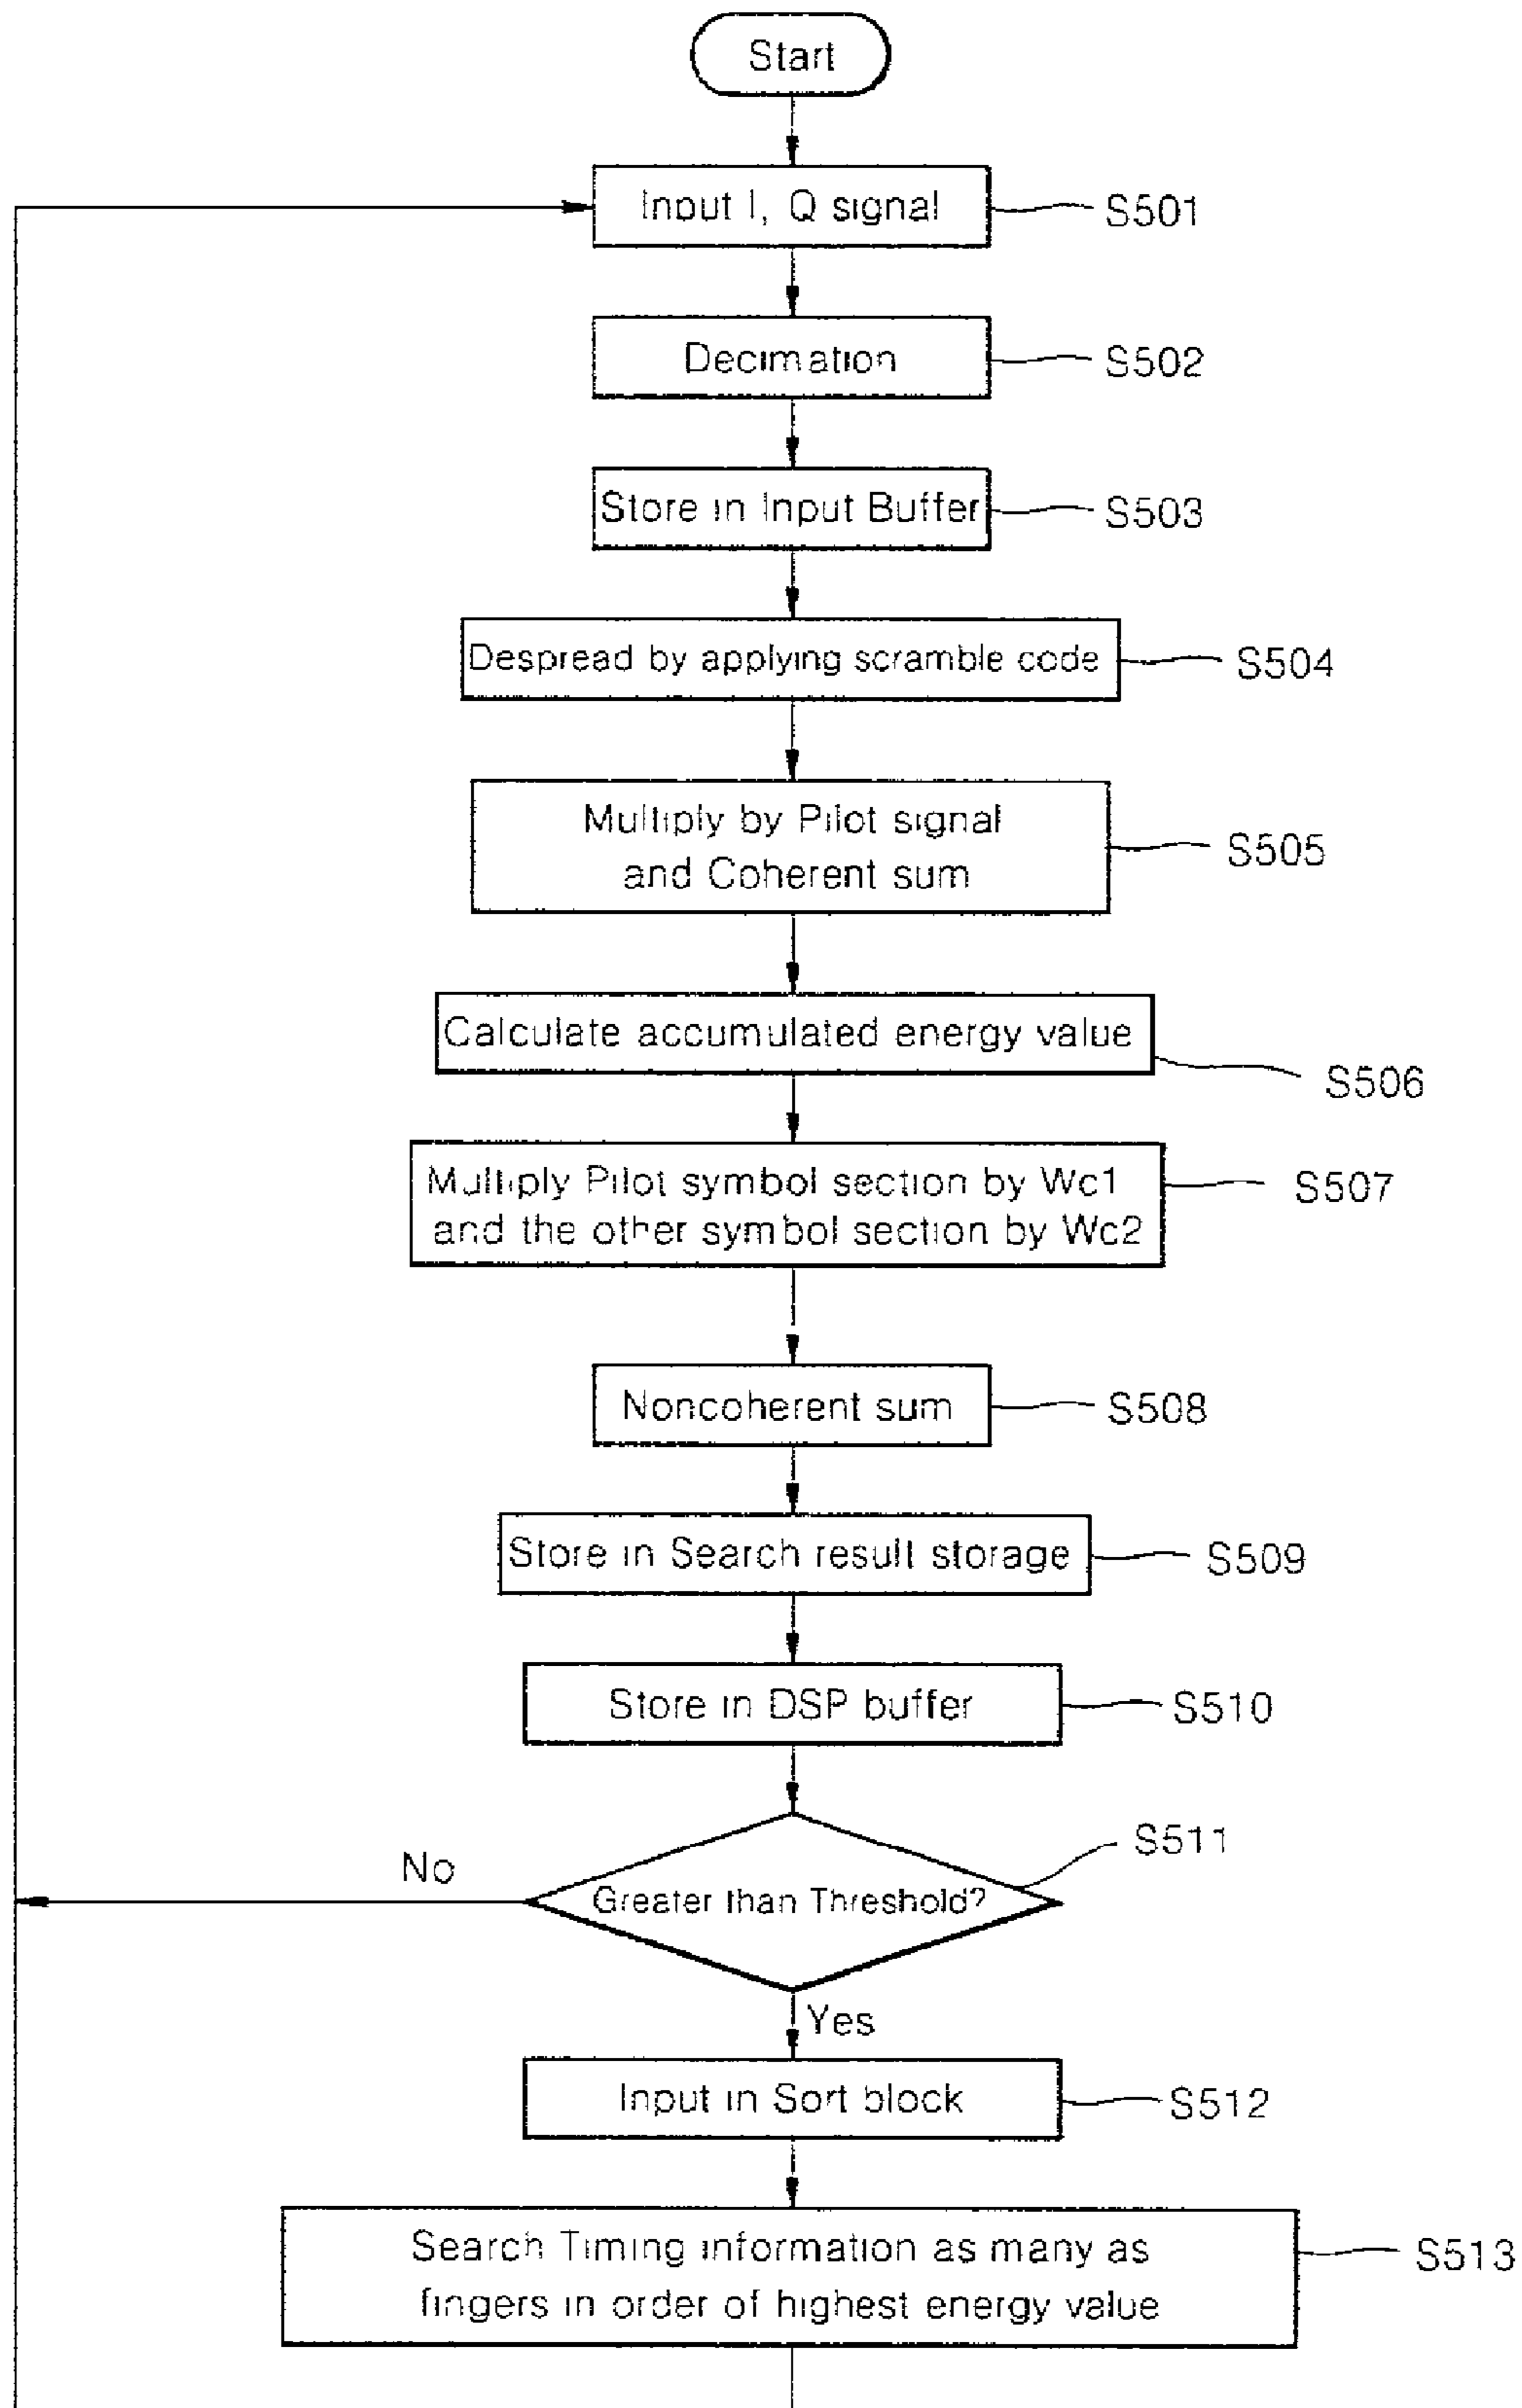 Start
Input I, Q signal
S501
Decimation
S502
Store in Input Buffer
S503
Despread by applying scramble code
S504
Multiply by Pilot signal
and Coherent sum
S505
Calculate accumulated energy value
S506
Multiply Pilot symbol section by Wc1
and the other symbol section by Wc2
S507
Noncoherent sum
S508
Store in Search result storage
S509
Store in DSP buffer
S510
S511
No
Greater than Threshold?
Yes
Input in Sort block
S512
Search Timing information as many as
fingers in order of highest energy value
S513